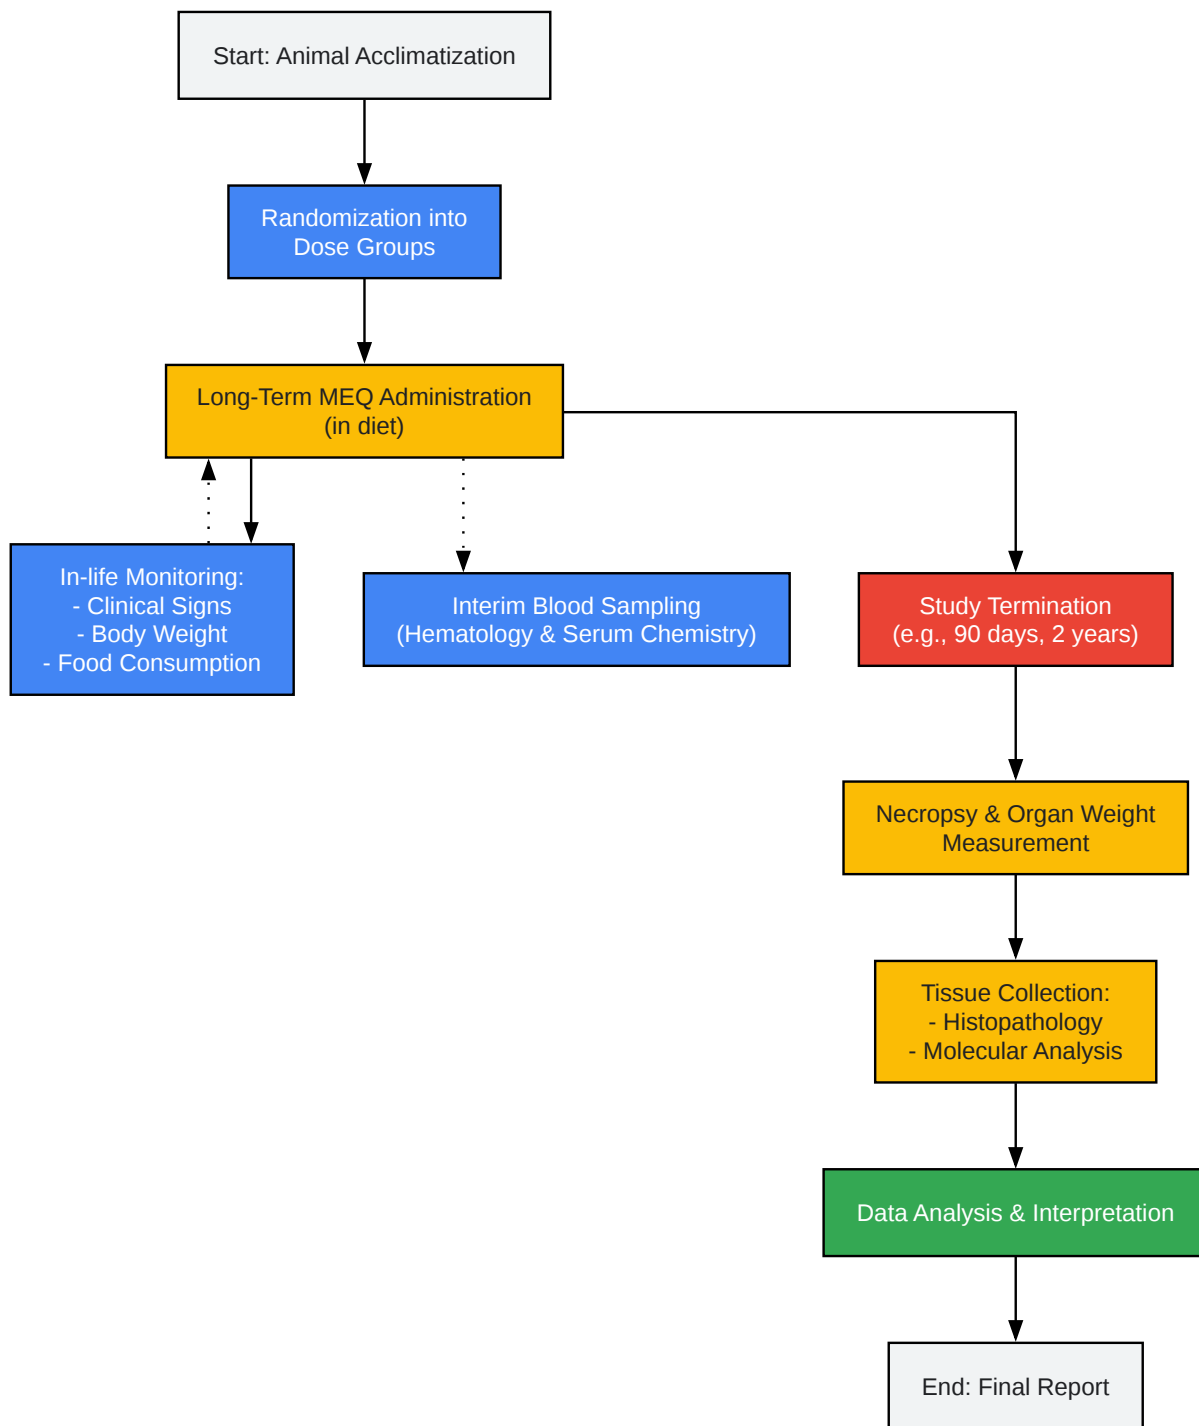 Start: Animal Acclimatization
Randomization into
Dose Groups
Long-Term MEQ Administration
(in diet)
In-life Monitoring:
- Clinical Signs
- Body Weight
- Food Consumption
Interim Blood Sampling
(Hematology & Serum Chemistry)
Study Termination
(e.g., 90 days, 2 years)
Necropsy & Organ Weight
Measurement
Tissue Collection:
- Histopathology
- Molecular Analysis
Data Analysis & Interpretation
End: Final Report